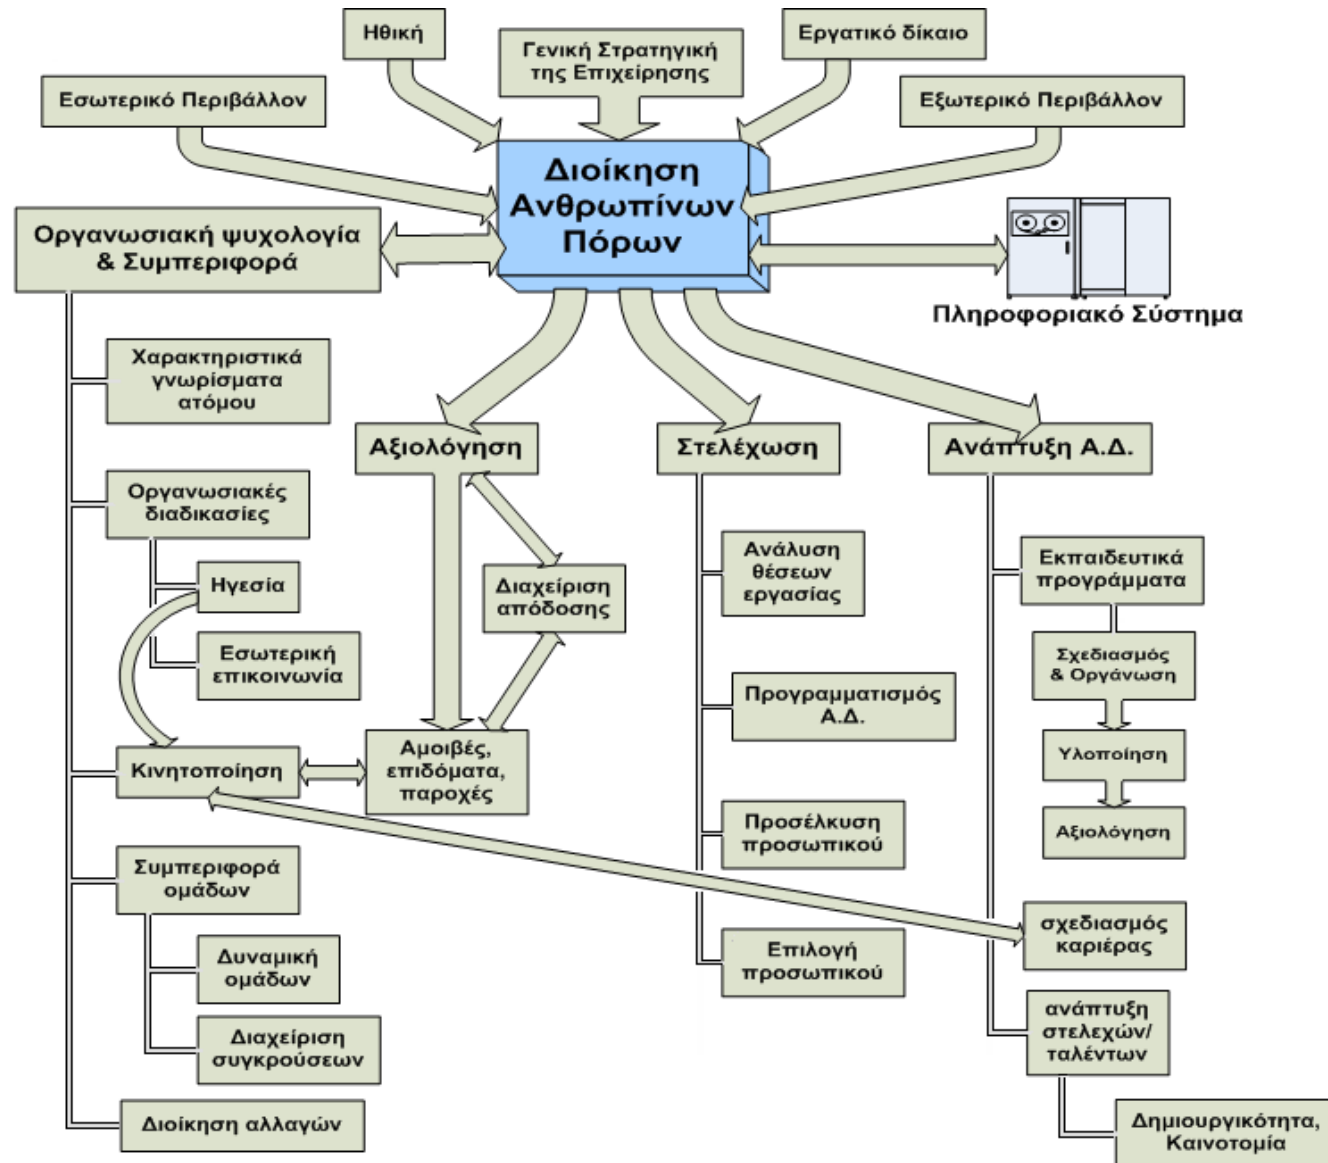 Ηθική
Γενική Στρατηγική
της Επιχείρησης
Εργατικό δίκαιο
Εσωτερικό Περιβάλλον
Εξωτερικό Περιβάλλον
Διοίκηση
Ανθρωπίνων
Πόρων
Οργανωσιακή ψυχολογία
& Συμπεριφορά
Πληροφοριακό Σύστημα
Χαρακτηριστικά
γνωρίσματα
ατόμου
Οργανωσιακές
διαδικασίες
Ηγεσία
Εσωτερική
επικοινωνία
Κινητοποίηση
Συμπεριφορά
ομάδων
Δυναμική
ομάδων
Διαχείριση
συγκρούσεων
Διοίκηση αλλαγών
Αξιολόγηση
Διαχείριση
απόδοσης
Αμοιβές,
επιδόματα,
παροχές
Στελέχωση
Ανάλυση
θέσεων
εργασίας
Προγραμματισμός
Α.Δ.
Προσέλκυση
προσωπικού
Επιλογή
προσωπικού
Ανάπτυξη Α.Δ.
Εκπαιδευτικά
προγράμματα
Σχεδιασμός
& Οργάνωση
Υλοποίηση
Αξιολόγηση
σχεδιασμός
καριέρας
ανάπτυξη
στελεχών/
ταλέντων
Δημιουργικότητα,
Καινοτομία